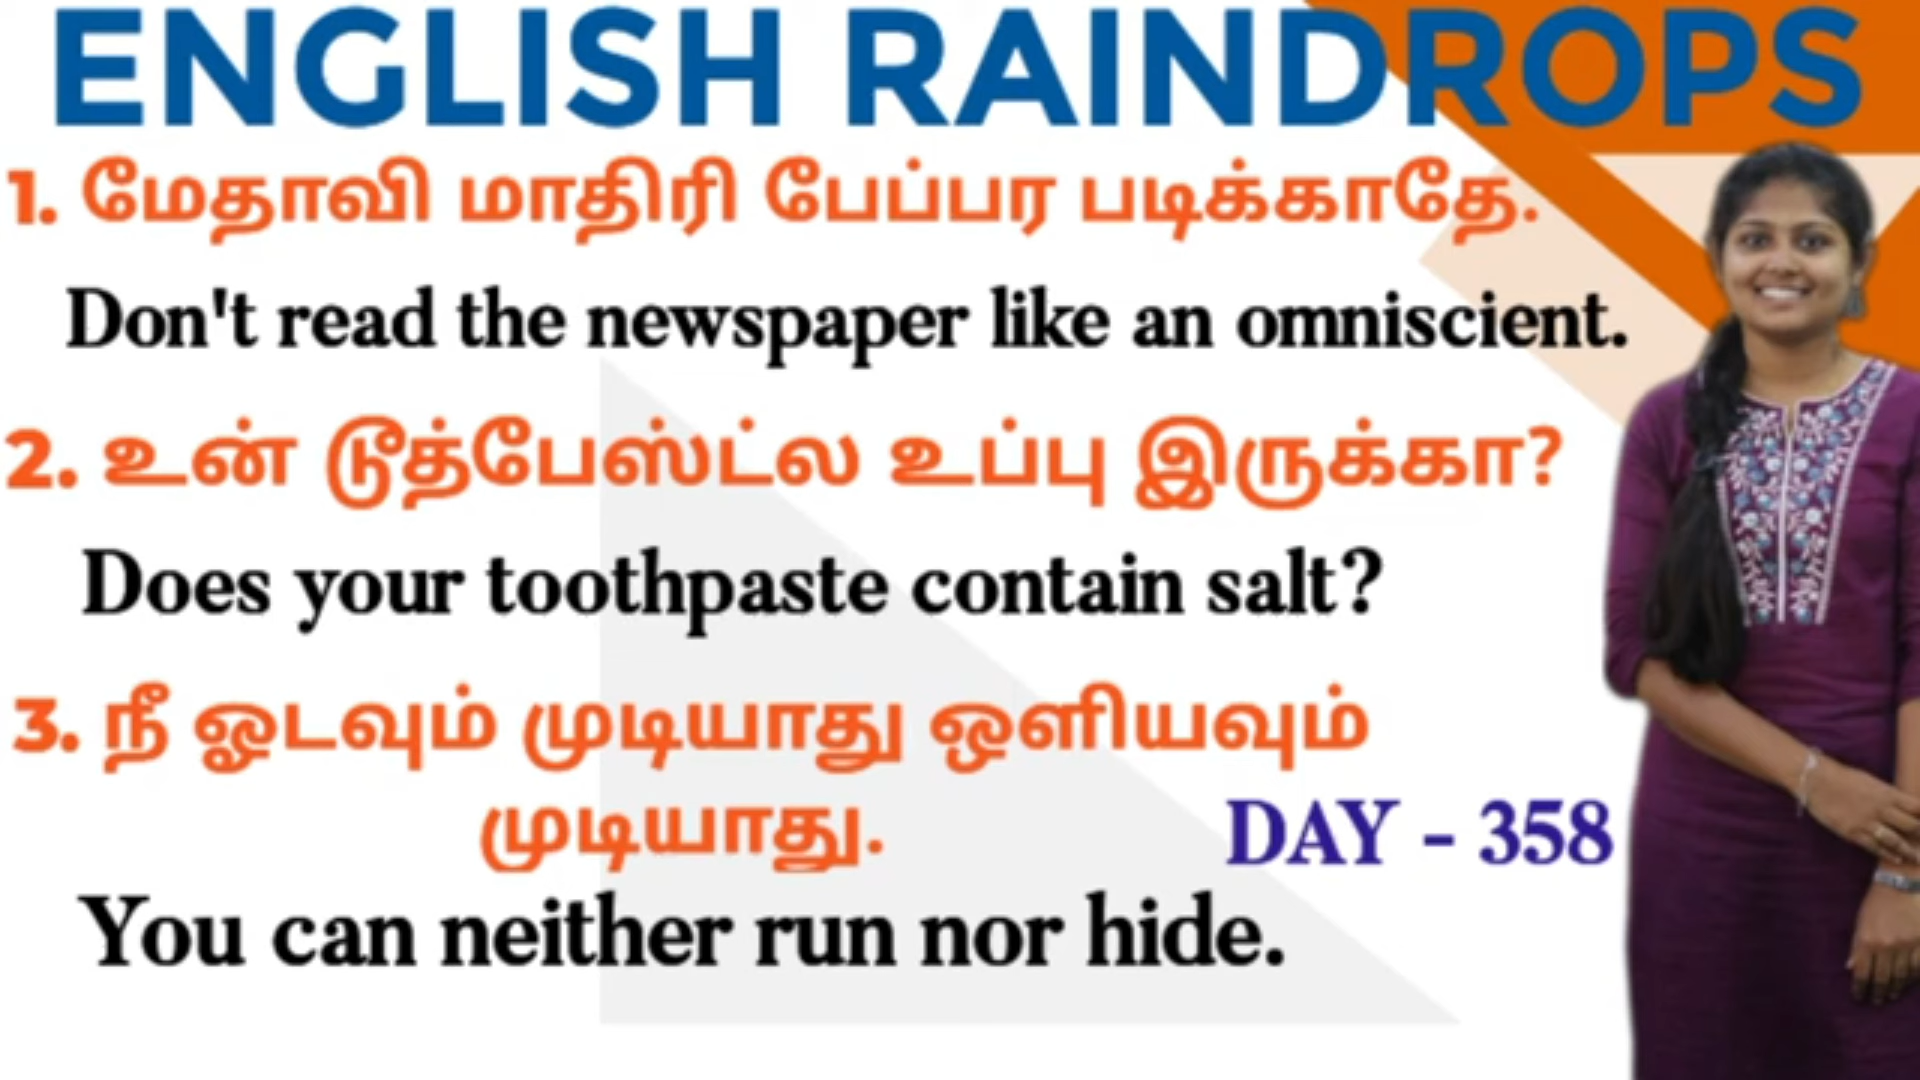 ENGLISH RAINDROPS
1. மேதாவி மாதிரி பேப்பர படிக்காதே.
Don't read the newspaper like an omniscient.
2. உன் டூத்பேஸ்ட்ல உப்பு இருக்கா?
Does your toothpaste contain salt?
3. நீ ஓடவும் முடியாது ஒளியவும்
முடியாது.
DAY - 358
You can neither run nor hide.